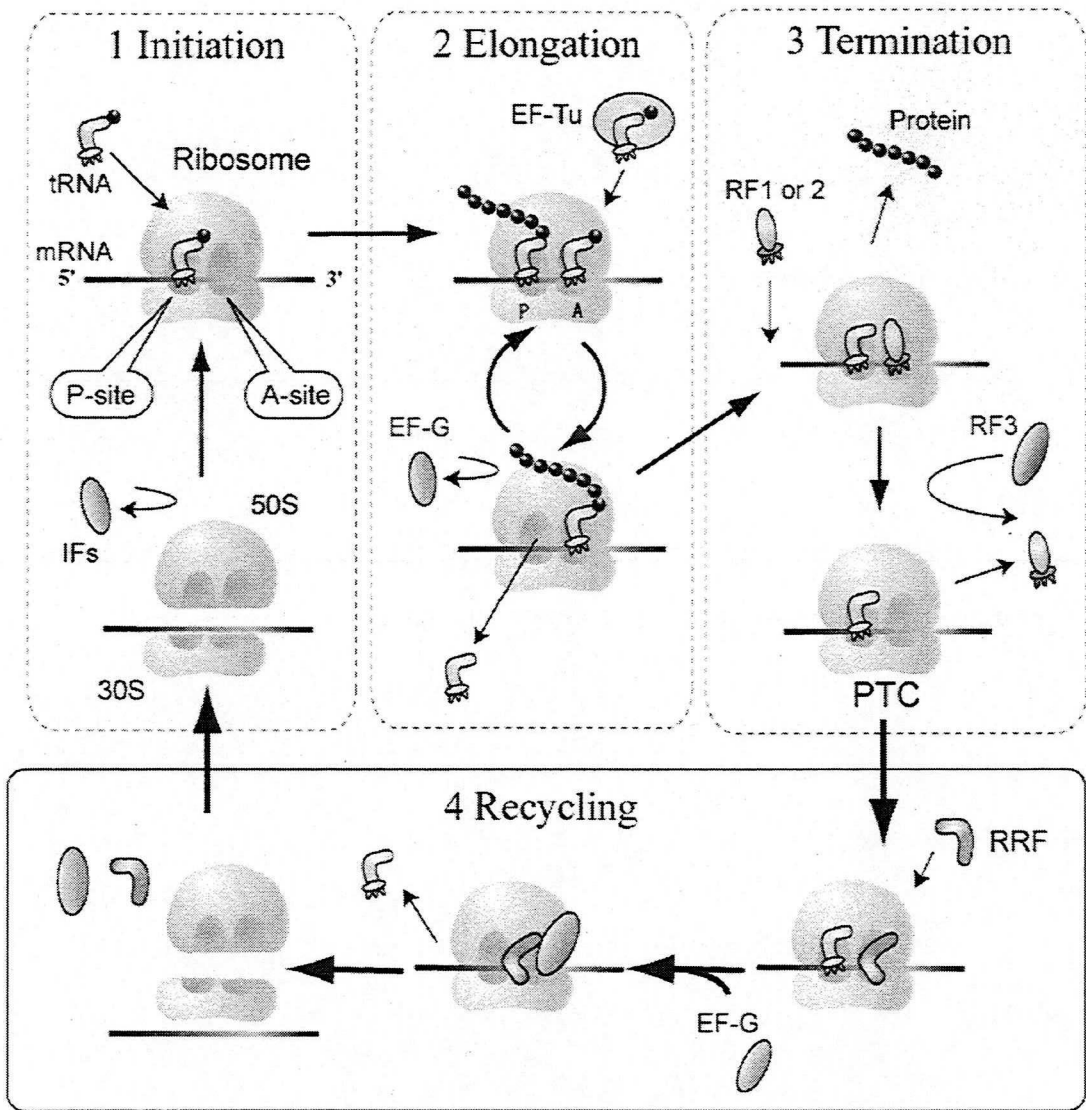 1 Initiation
tRNA
Ribosome
mRNA
5'
3'
P-site
A-site
IFs
50S
30S
2 Elongation
EF-Tu
P
A
EF-G
3 Termination
Protein
RF1 or 2
RF3
PTC
4 Recycling
RRF
EF-G